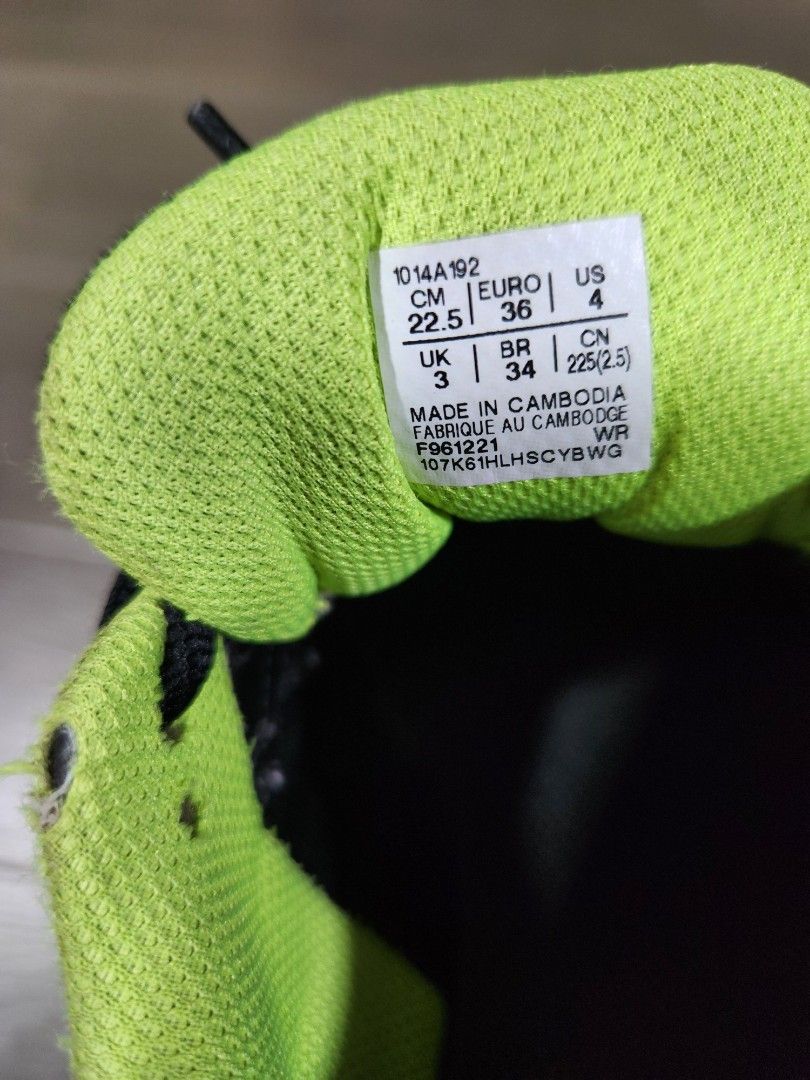 1014A192
CM | EURO | US
22.5 | 36 | 4
UK | BR | CN
3 | 34 | 225(2.5)
MADE IN CAMBODIA
FABRIQUE AU CAMBODGE
F961221 WR
107K61HLHSCYBWG